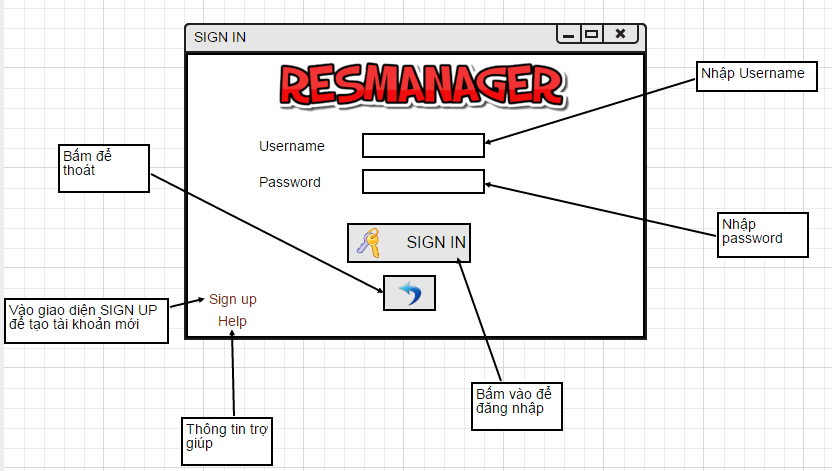 SIGN IN
RESMANAGER
Nhập Username
Username
Bấm để
thoát
Password
Nhập
password
SIGN IN
Sign up
Vào giao diện SIGN UP
để tạo tài khoản mới
Help
Bấm vào để
đăng nhập
Thông tin trợ
giúp